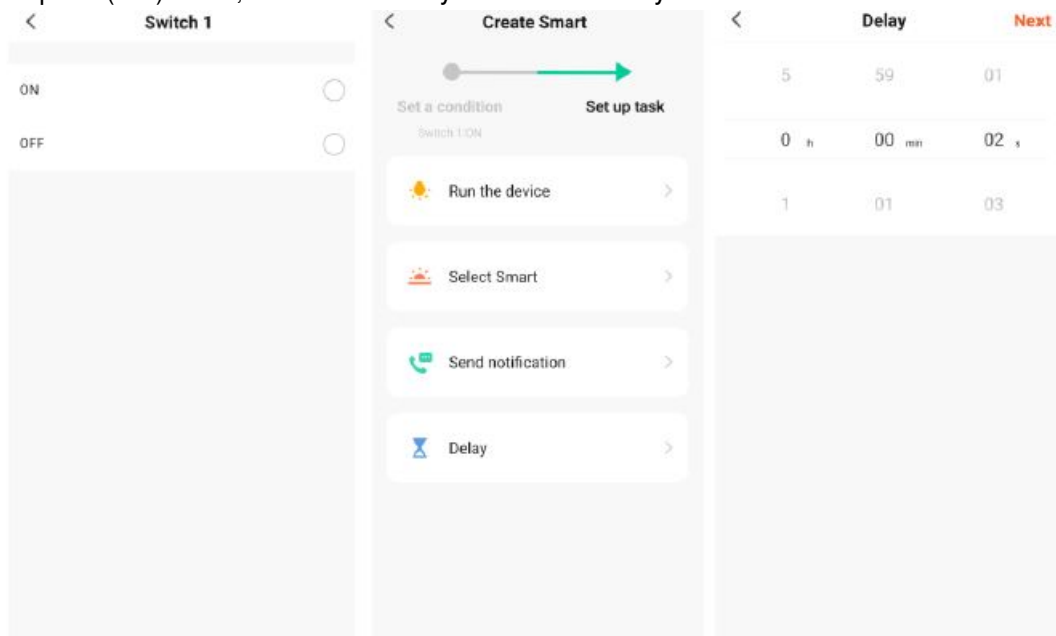 Switch 1
ON
OFF
Create Smart
Set a condition
Set up task
Switch 1:ON
Run the device
Select Smart
Send notification
Delay
Delay
Next
5 59 01
0 h 00 min 02 s
1 01 03